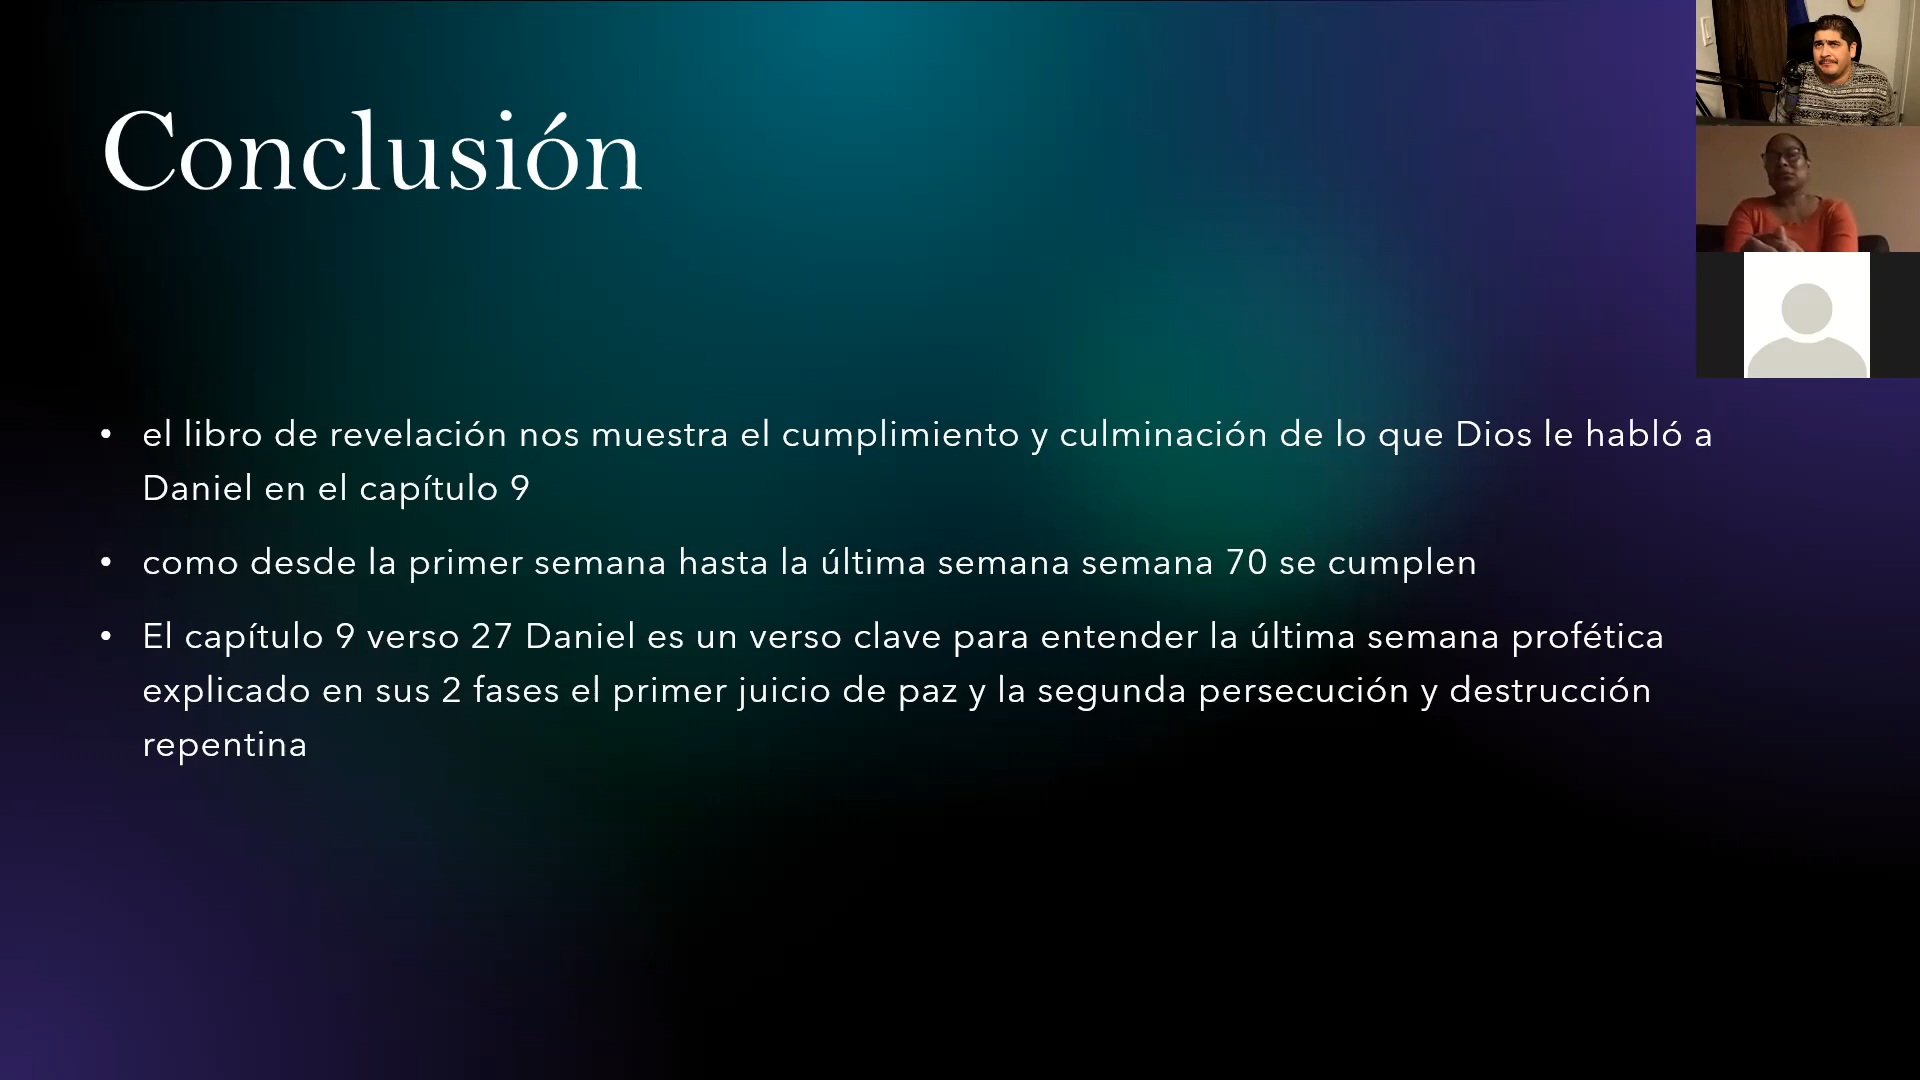 Conclusión
• el libro de revelación nos muestra el cumplimiento y culminación de lo que Dios le habló a
Daniel en el capítulo 9
• como desde la primer semana hasta la última semana semana 70 se cumplen
• El capítulo 9 verso 27 Daniel es un verso clave para entender la última semana profética
explicado en sus 2 fases el primer juicio de paz y la segunda persecución y destrucción
repentina